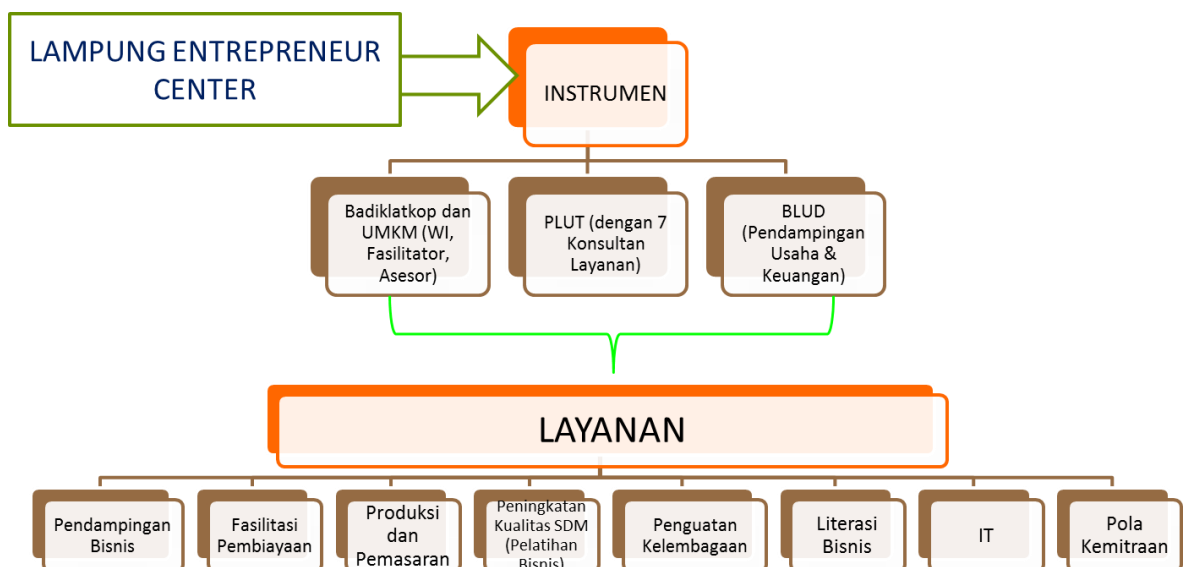 LAMPUNG ENTREPRENEUR
CENTER
INSTRUMEN
Badiklatkop dan
UMKM (WI,
Fasilitator,
Asesor)
PLUT (dengan 7
Konsultan
Layanan)
BLUD
(Pendampingan
Usaha &
Keuangan)
LAYANAN
Pendampingan
Bisnis
Fasilitasi
Pembiayaan
Produksi
dan
Pemasaran
Peningkatan
Kualitas SDM
(Pelatihan
Bisnis)
Penguatan
Kelembagaan
Literasi
Bisnis
IT
Pola
Kemitraan